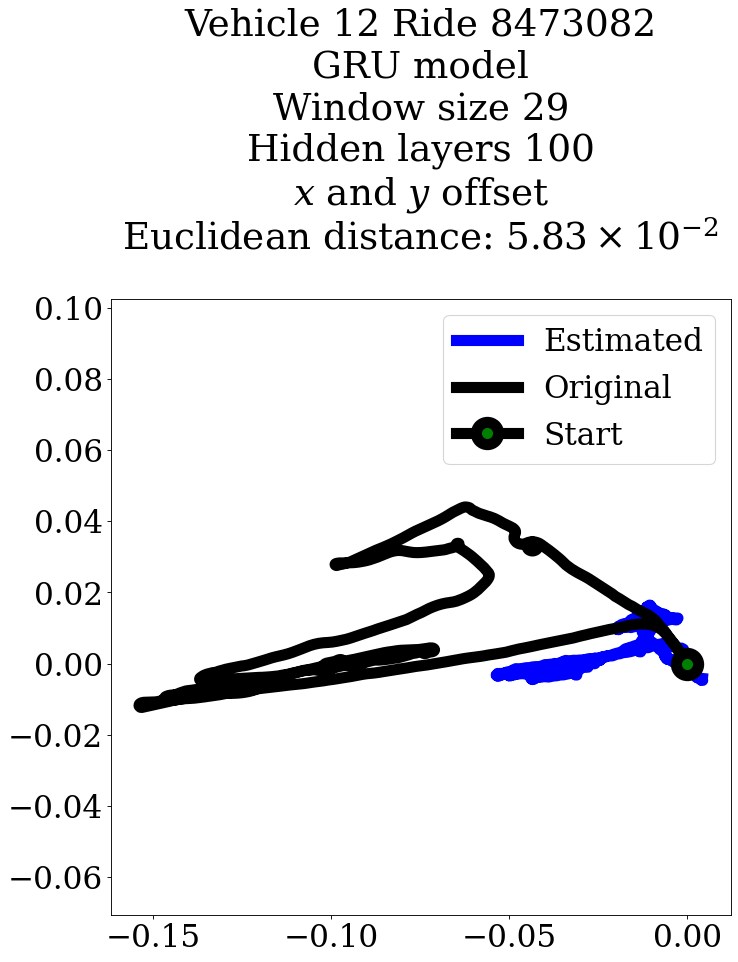 Vehicle 12 Ride 8473082
GRU model
Window size 29
Hidden layers 100
x and y offset
Euclidean distance: 5.83 × 10⁻²
Estimated
Original
Start
0.10
0.08
0.06
0.04
0.02
0.00
−0.02
−0.04
−0.06
−0.15
−0.10
−0.05
0.00